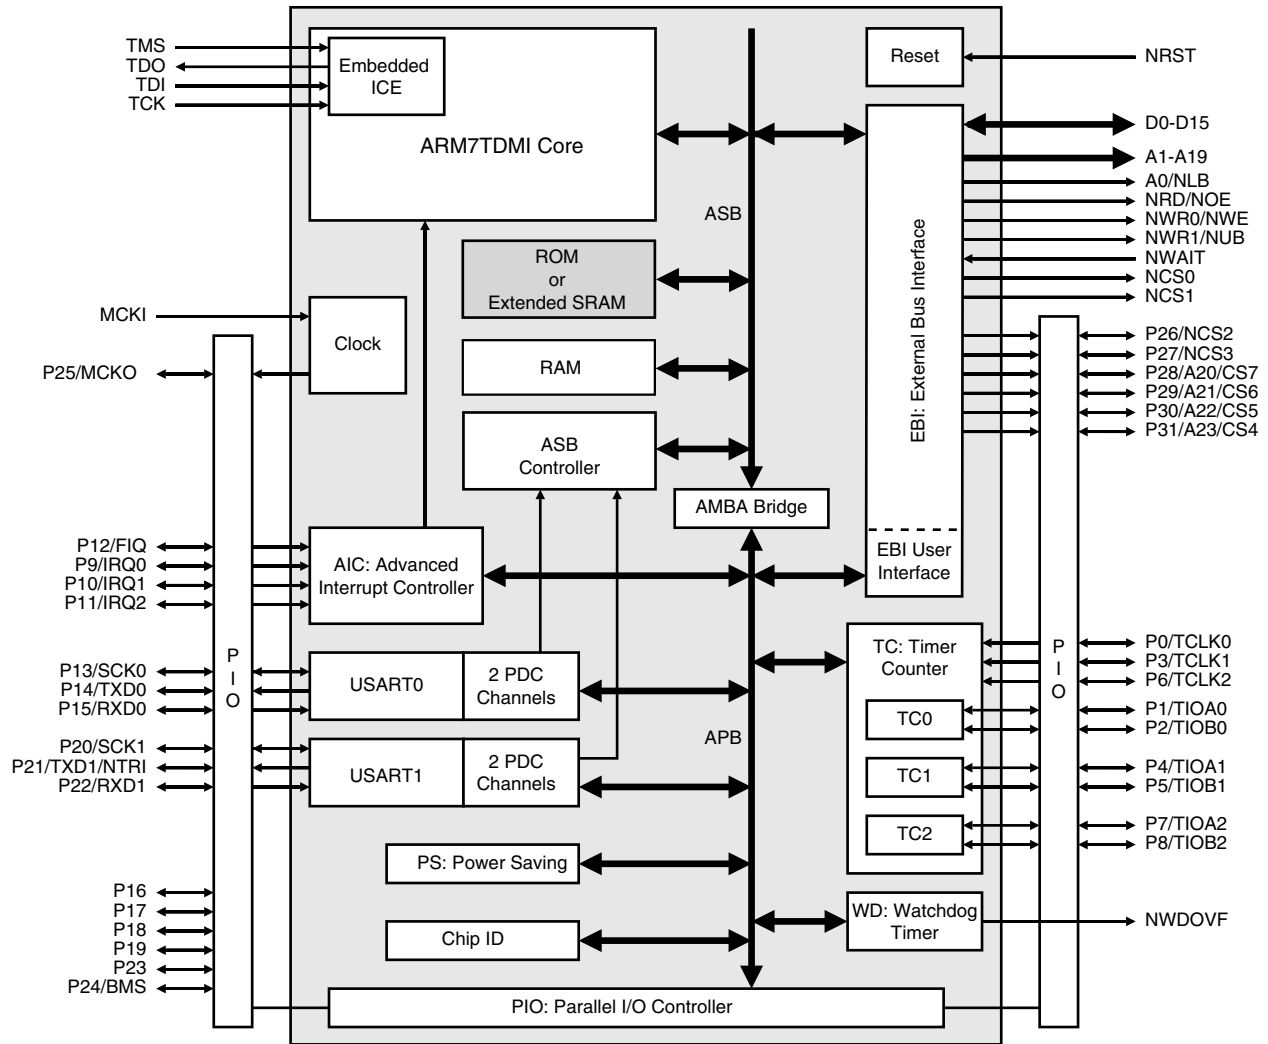 TMS
TDO
TDI
TCK
Embedded
ICE
ARM7TDMI Core
Reset
NRST
D0-D15
A1-A19
A0/NLB
NRD/NOE
NWR0/NWE
NWR1/NUB
NWAIT
NCS0
NCS1
ASB
EBI: External Bus Interface
ROM
or
Extended SRAM
MCKI
Clock
P25/MCKO
RAM
P26/NCS2
P27/NCS3
P28/A20/CS7
P29/A21/CS6
P30/A22/CS5
P31/A23/CS4
ASB
Controller
AMBA Bridge
EBI User
Interface
P12/FIQ
P9/IRQ0
P10/IRQ1
P11/IRQ2
AIC: Advanced
Interrupt Controller
P
I
O
P13/SCK0
P14/TXD0
P15/RXD0
USART0
2 PDC
Channels
P20/SCK1
P21/TXD1/NTRI
P22/RXD1
USART1
2 PDC
Channels
APB
TC: Timer
Counter
TC0
TC1
TC2
P
I
O
P0/TCLK0
P3/TCLK1
P6/TCLK2
P1/TIOA0
P2/TIOB0
P4/TIOA1
P5/TIOB1
P7/TIOA2
P8/TIOB2
PS: Power Saving
P16
P17
P18
P19
P23
P24/BMS
Chip ID
WD: Watchdog
Timer
NWDOVF
PIO: Parallel I/O Controller